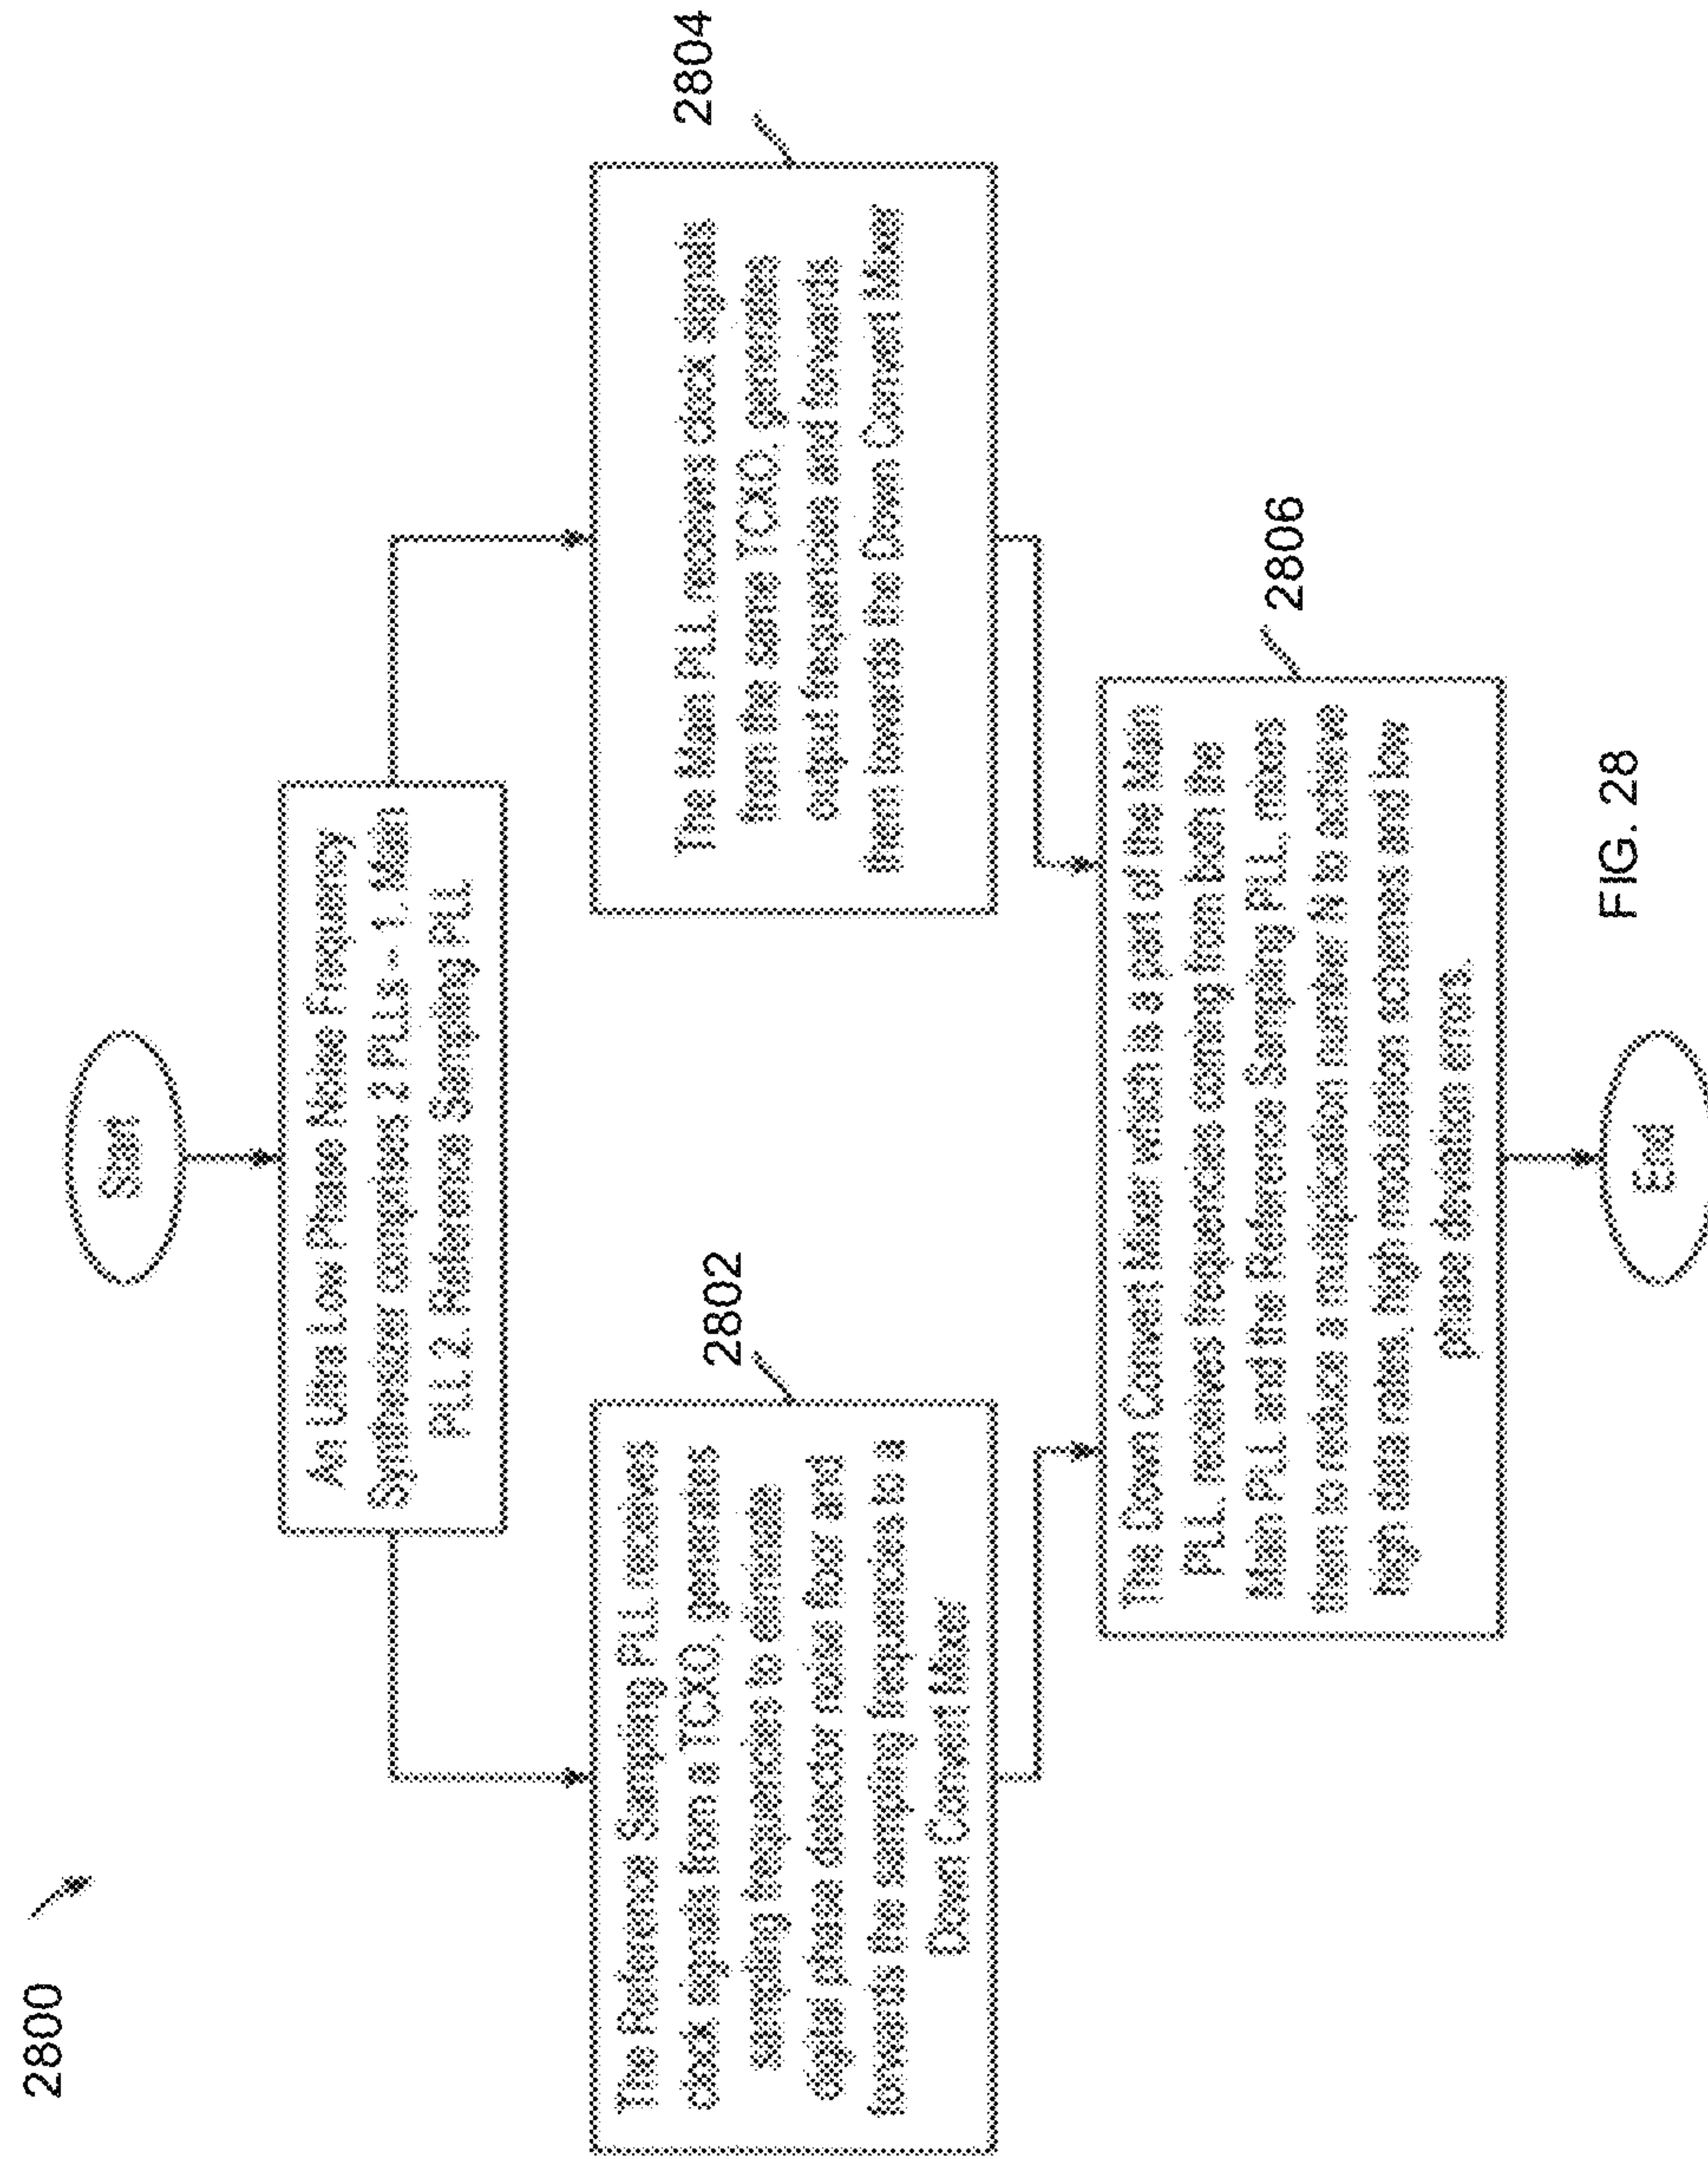 2800
Start
An Ultra Low Phase Noise Frequency
Synthesizer comprises 2 PLLs - 1. Main
PLL 2. Reference Sampling PLL
2802
The Reference Sampling PLL received
clock signals from a TCXO, generates
sampling frequencies to eliminate
digital phase detector noise floor and
forwards the sampling frequencies to a
Down Convert Mixer
2804
The Main PLL receives clock signals
from the same TCXO, generates
output frequencies and forwards
them towards the Down Convert Mixer
2806
The Down Convert Mixer which is a part of the Main
PLL, receives frequencies coming from both the
Main PLL and the Reference Sampling PLL, mixes
them to reduce a multiplication number N to achieve
high data rates, high modulation schemes and low
phase deviation errors.
End
FIG. 28